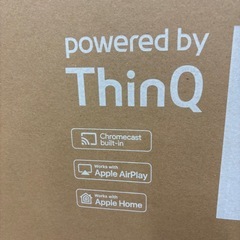 powered by
ThinQ
Chromecast
built-in
Works with
Apple AirPlay
Works with
Apple Home